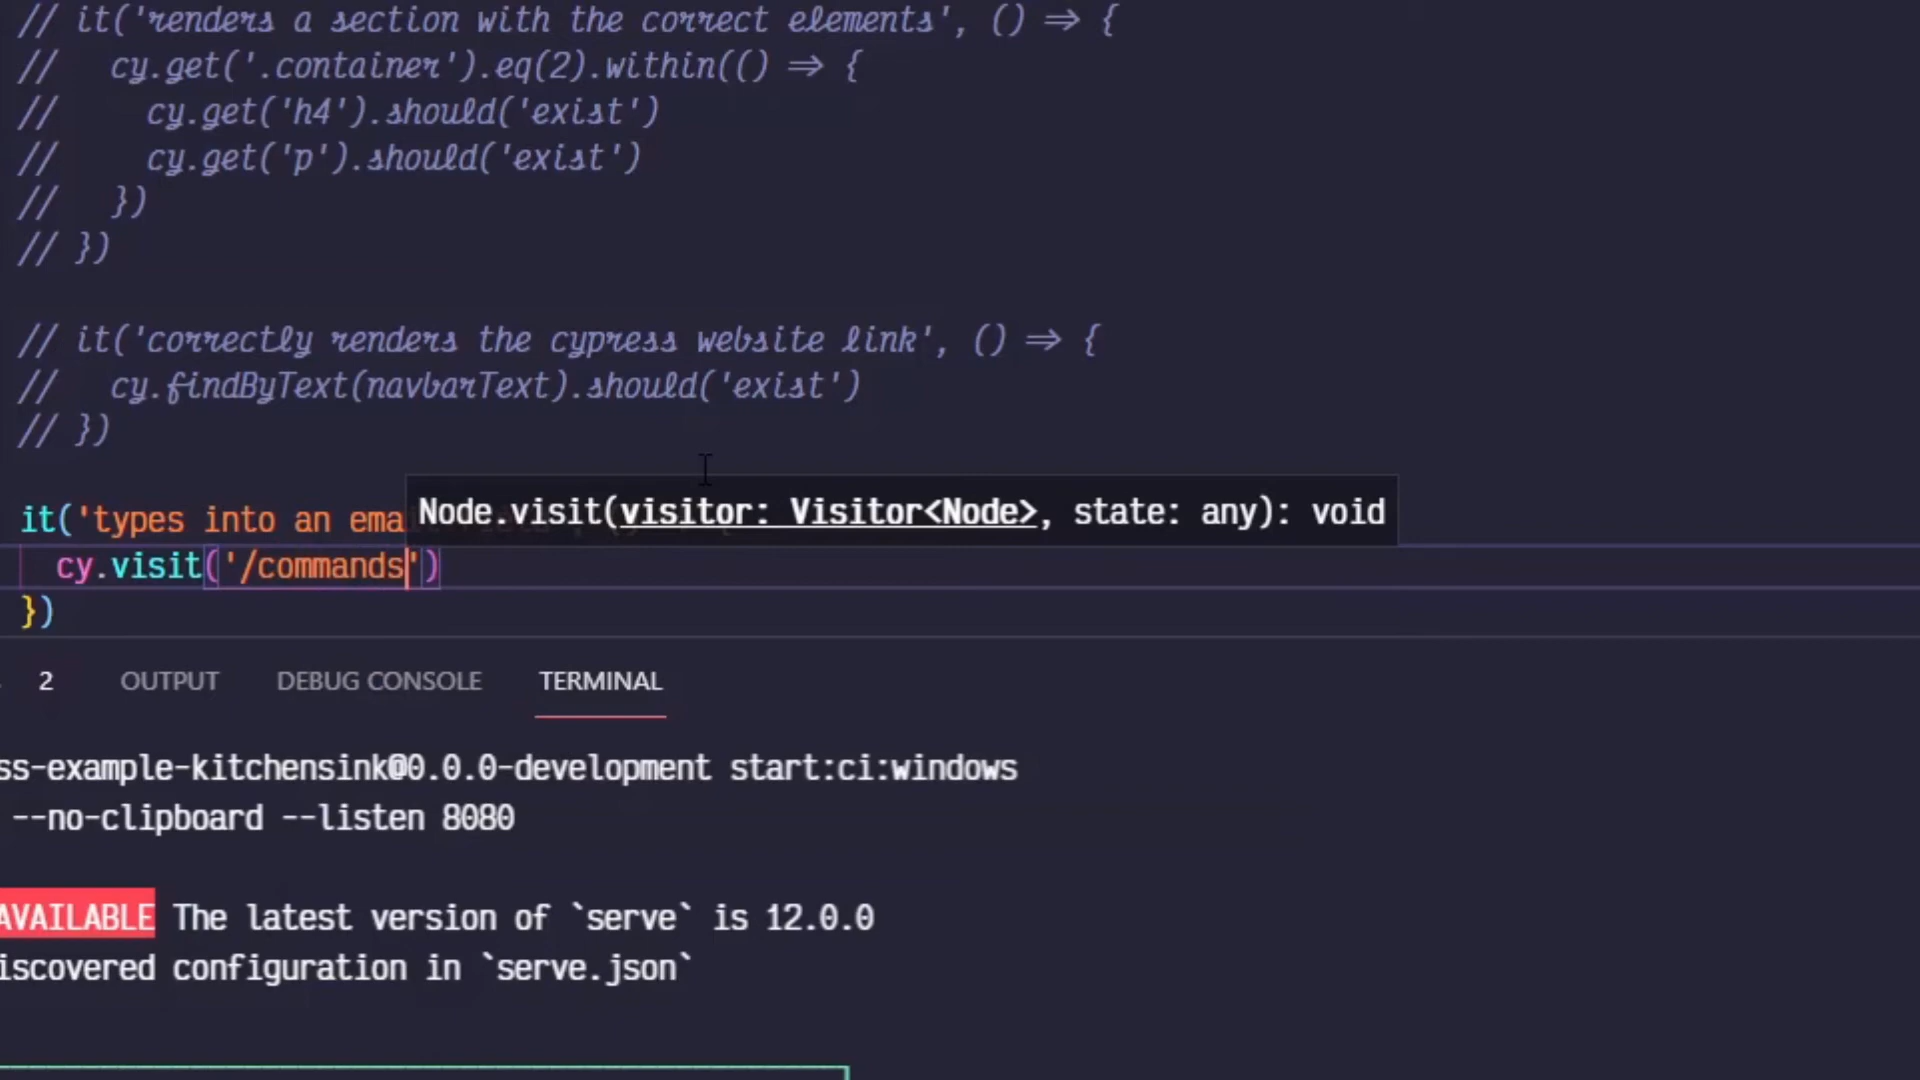 // it('renders a section with the correct elements', () => {
//   cy.get('.container').eq(2).within(() => {
//     cy.get('h4').should('exist')
//     cy.get('p').should('exist')
//   })
// })
// it('correctly renders the cypress website link', () => {
//   cy.findByText(navbarText).should('exist')
// })
it('types into an ema
Node.visit(visitor: Visitor<Node>, state: any): void
cy.visit('/commands')
})
2 OUTPUT DEBUG CONSOLE TERMINAL
ss-example-kitchensink@0.0.0-development start:ci:windows
--no-clipboard --listen 8080
AVAILABLE The latest version of `serve` is 12.0.0
iscovered configuration in `serve.json`